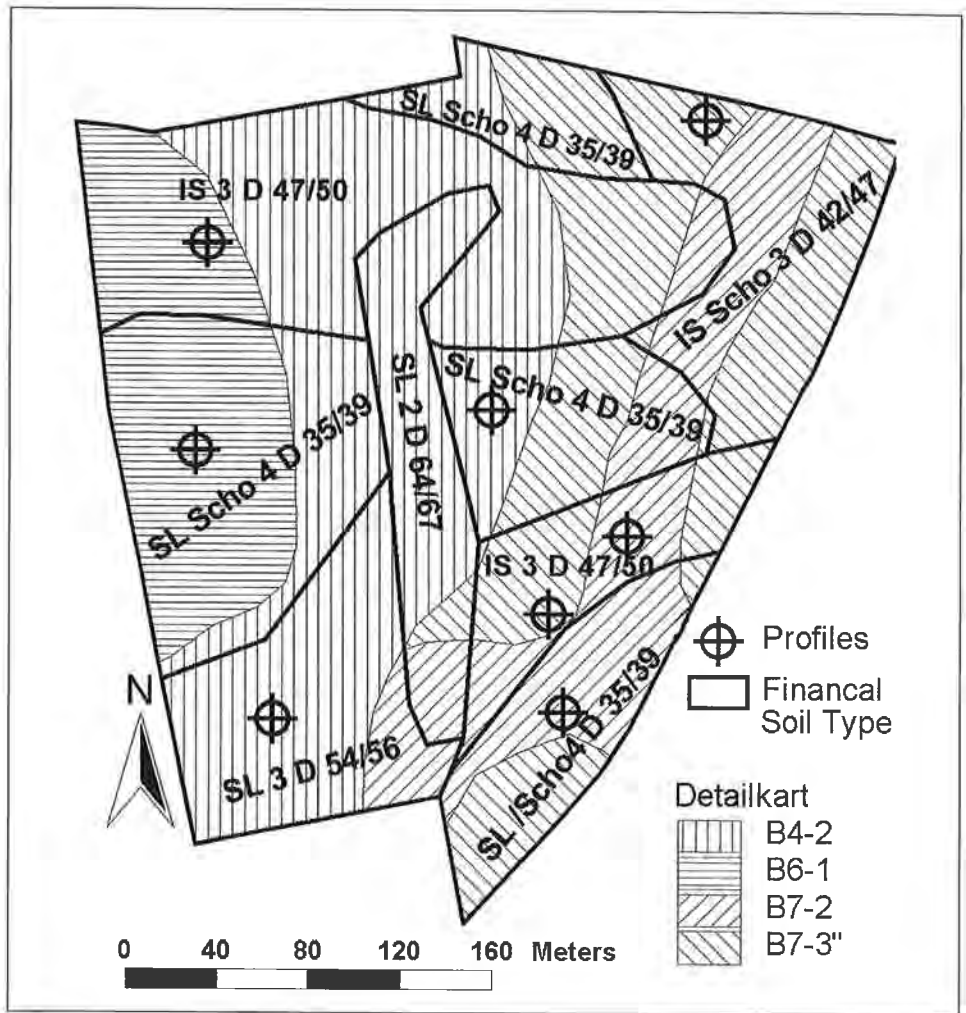 SL Scho 4 D 35/39
IS 3 D 47/50
IS Scho 3 D 42/47
SL Scho 4 D 35/39
SL 2 D 64/67
SL Scho 4 D 35/39
IS 3 D 47/50
SL 3 D 54/56
SL /Scho4 D 35/39
N
Profiles
Financal
Soil Type
Detailkart
B4-2
B6-1
B7-2
B7-3"
0 40 80 120 160 Meters